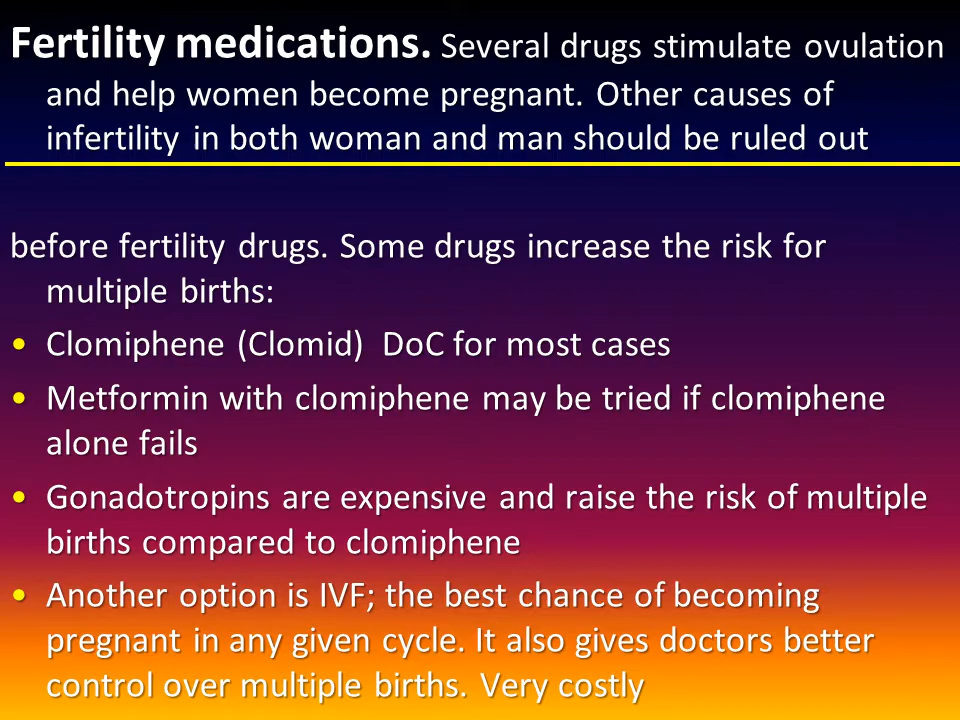 Fertility medications. Several drugs stimulate ovulation
and help women become pregnant. Other causes of
infertility in both woman and man should be ruled out
before fertility drugs. Some drugs increase the risk for
multiple births:
• Clomiphene (Clomid)  DoC for most cases
• Metformin with clomiphene may be tried if clomiphene
alone fails
• Gonadotropins are expensive and raise the risk of multiple
births compared to clomiphene
• Another option is IVF; the best chance of becoming
pregnant in any given cycle. It also gives doctors better
control over multiple births. Very costly